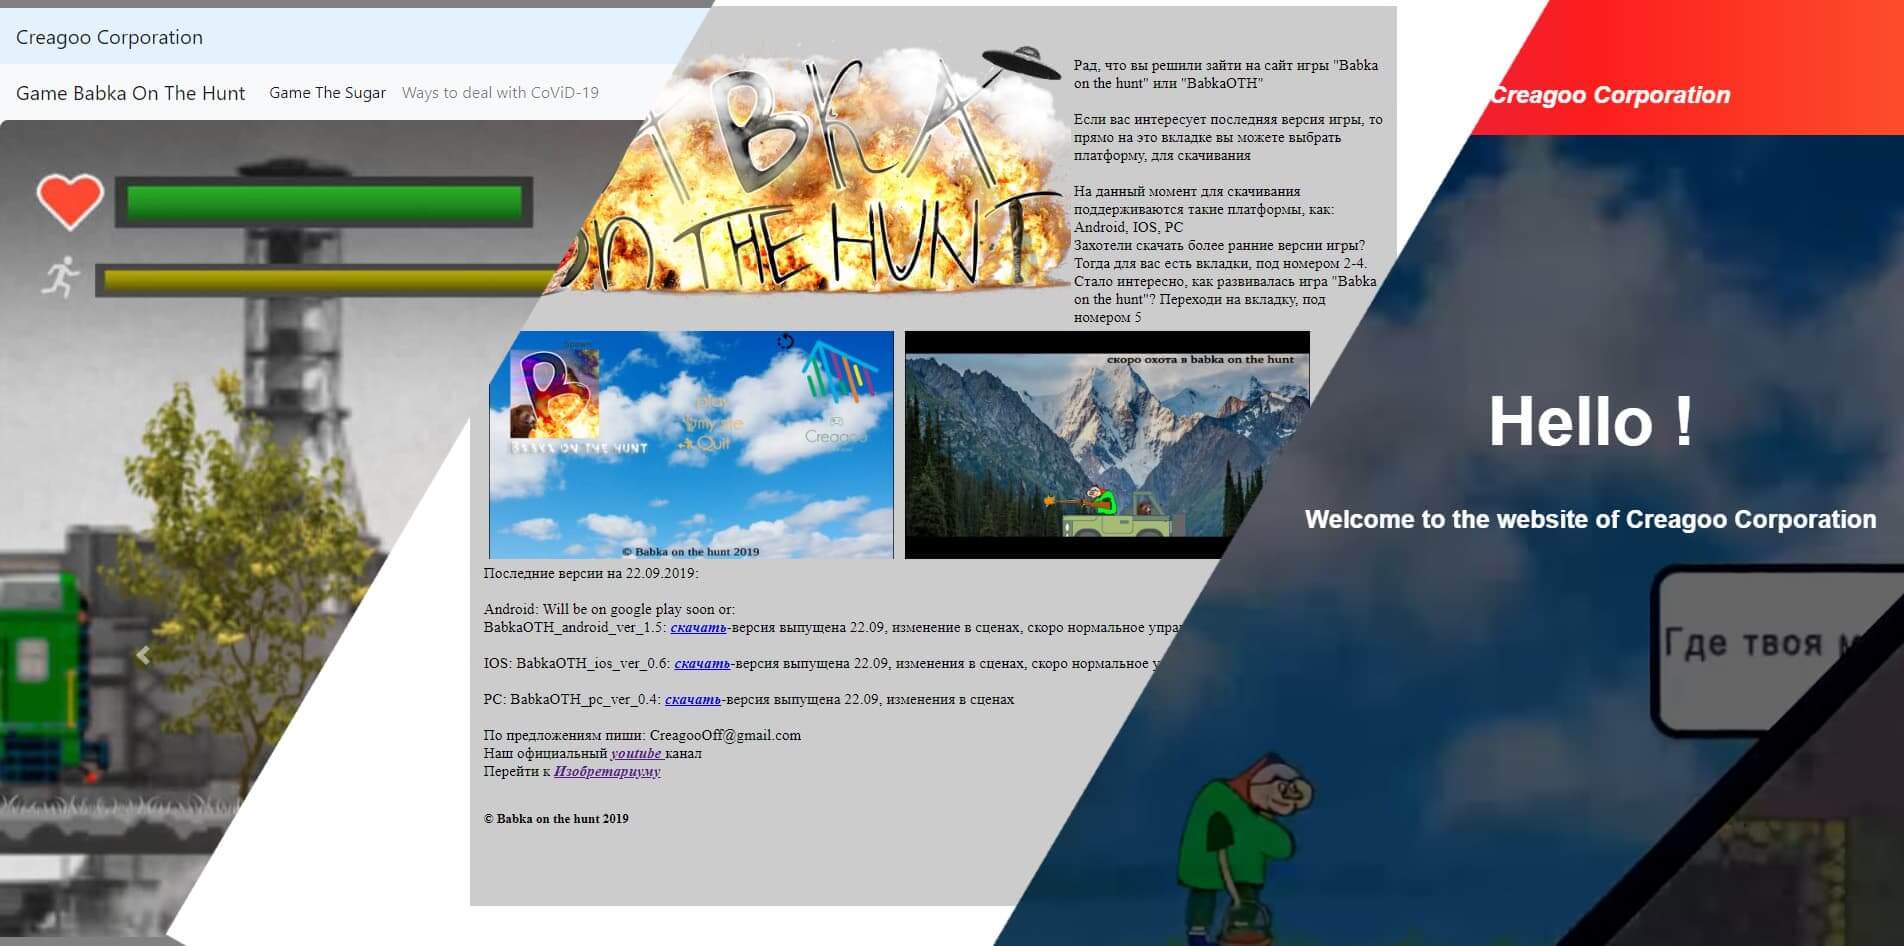 Creagoo Corporation
Game Babka On The Hunt
Game The Sugar
Ways to deal with CoViD-19
BKA
on THE HUNT
Рад, что вы решили зайти на сайт игры "Babka
on the hunt" или "BabkaOTH"
Если вас интересует последняя версия игры, то
прямо на это вкладке вы можете выбрать
платформу, для скачивания
На данный момент для скачивания
поддерживаются такие платформы, как:
Android, IOS, PC
Захотели скачать более ранние версии игры?
Тогда для вас есть вкладки, под номером 2-4.
Стало интересно, как развивалась игра "Babka
on the hunt"? Переходи на вкладку, под
номером 5
B
BABKA ON THE HUNT
play
my site
Quit
Creagoo
© Babka on the hunt 2019
скоро охота в babka on the hunt
Последние версии на 22.09.2019:
Android: Will be on google play soon or:
BabkaOTH_android_ver_1.5: скачать-версия выпущена 22.09, изменение в сценах, скоро нормальное упра
IOS: BabkaOTH_ios_ver_0.6: скачать-версия выпущена 22.09, изменения в сценах, скоро нормальное у
PC: BabkaOTH_pc_ver_0.4: скачать-версия выпущена 22.09, изменения в сценах
По предложениям пиши: CreagooOff@gmail.com
Наш официальный youtube канал
Перейти к Изобретариуму
© Babka on the hunt 2019
Creagoo Corporation
Hello !
Welcome to the website of Creagoo Corporation
Где твоя